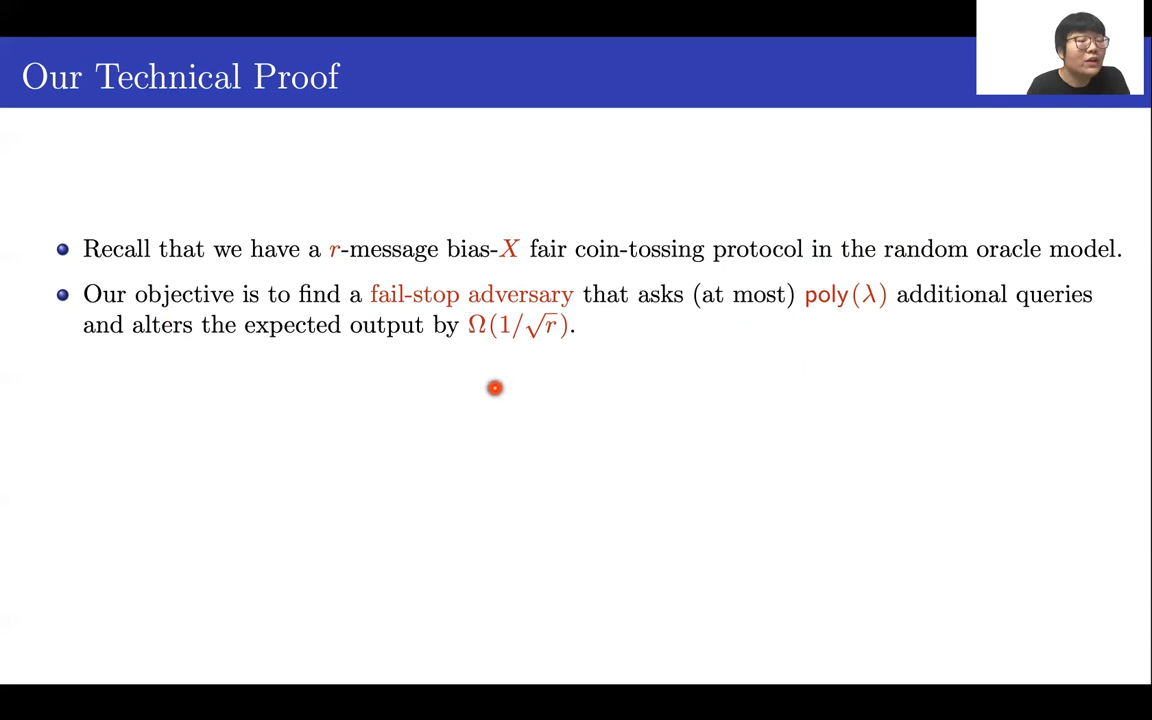 Our Technical Proof
Recall that we have a r-message bias-X fair coin-tossing protocol in the random oracle model.
Our objective is to find a fail-stop adversary that asks (at most) poly(λ) additional queries
and alters the expected output by Ω(1/√r).